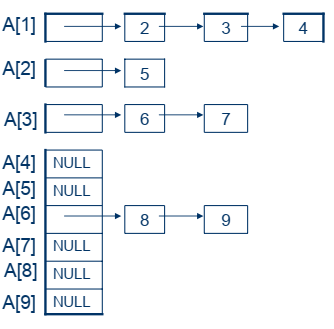 A[1] 2 3 4
A[2] 5
A[3] 6 7
A[4] NULL
A[5] NULL
A[6] 8 9
A[7] NULL
A[8] NULL
A[9] NULL